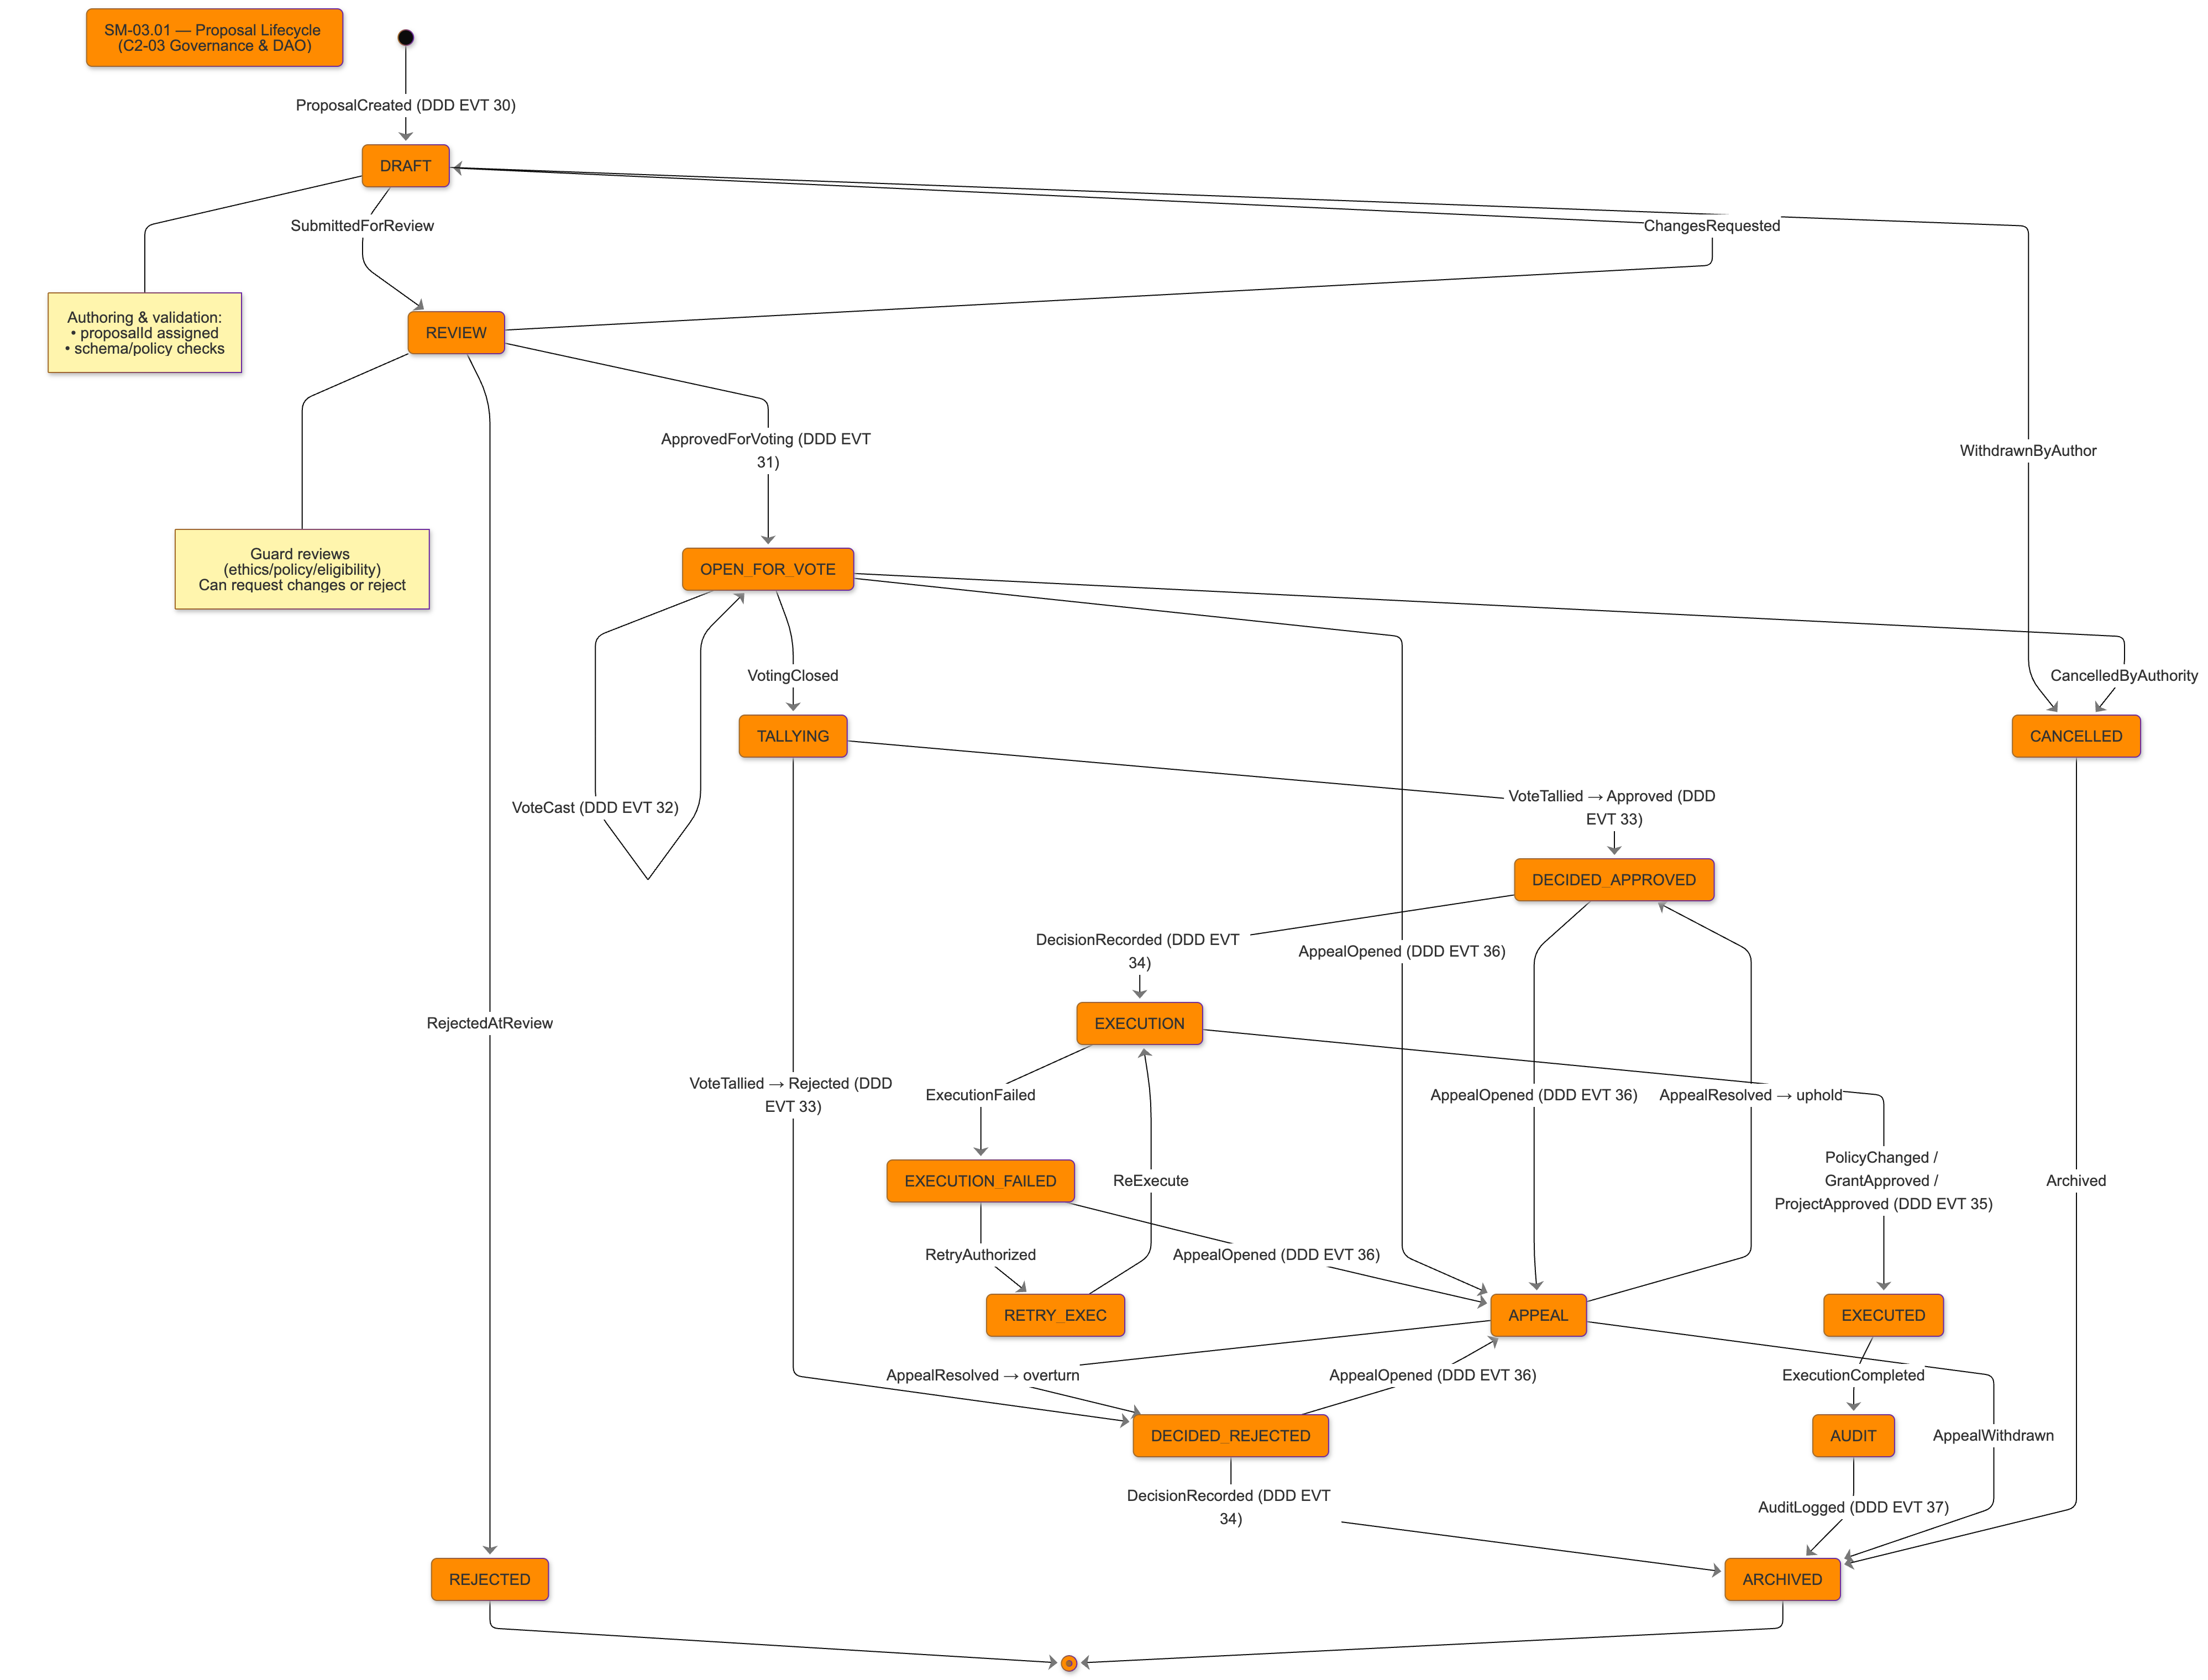 SM-03.01 — Proposal Lifecycle
(C2-03 Governance & DAO)
ProposalCreated (DDD EVT 30)
DRAFT
SubmittedForReview
ChangesRequested
Authoring & validation:
• proposalId assigned
• schema/policy checks
REVIEW
ApprovedForVoting (DDD EVT
31)
WithdrawnByAuthor
Guard reviews
(ethics/policy/eligibility)
Can request changes or reject
OPEN_FOR_VOTE
VotingClosed
CancelledByAuthority
TALLYING
CANCELLED
VoteCast (DDD EVT 32)
VoteTallied → Approved (DDD
EVT 33)
DECIDED_APPROVED
DecisionRecorded (DDD EVT
34)
AppealOpened (DDD EVT 36)
EXECUTION
RejectedAtReview
VoteTallied → Rejected (DDD
EVT 33)
ExecutionFailed
AppealOpened (DDD EVT 36)
AppealResolved → uphold
PolicyChanged /
GrantApproved /
ProjectApproved (DDD EVT 35)
EXECUTION_FAILED
ReExecute
Archived
RetryAuthorized
AppealOpened (DDD EVT 36)
RETRY_EXEC
APPEAL
EXECUTED
AppealResolved → overturn
AppealOpened (DDD EVT 36)
ExecutionCompleted
DECIDED_REJECTED
AUDIT
AppealWithdrawn
DecisionRecorded (DDD EVT
34)
AuditLogged (DDD EVT 37)
REJECTED
ARCHIVED